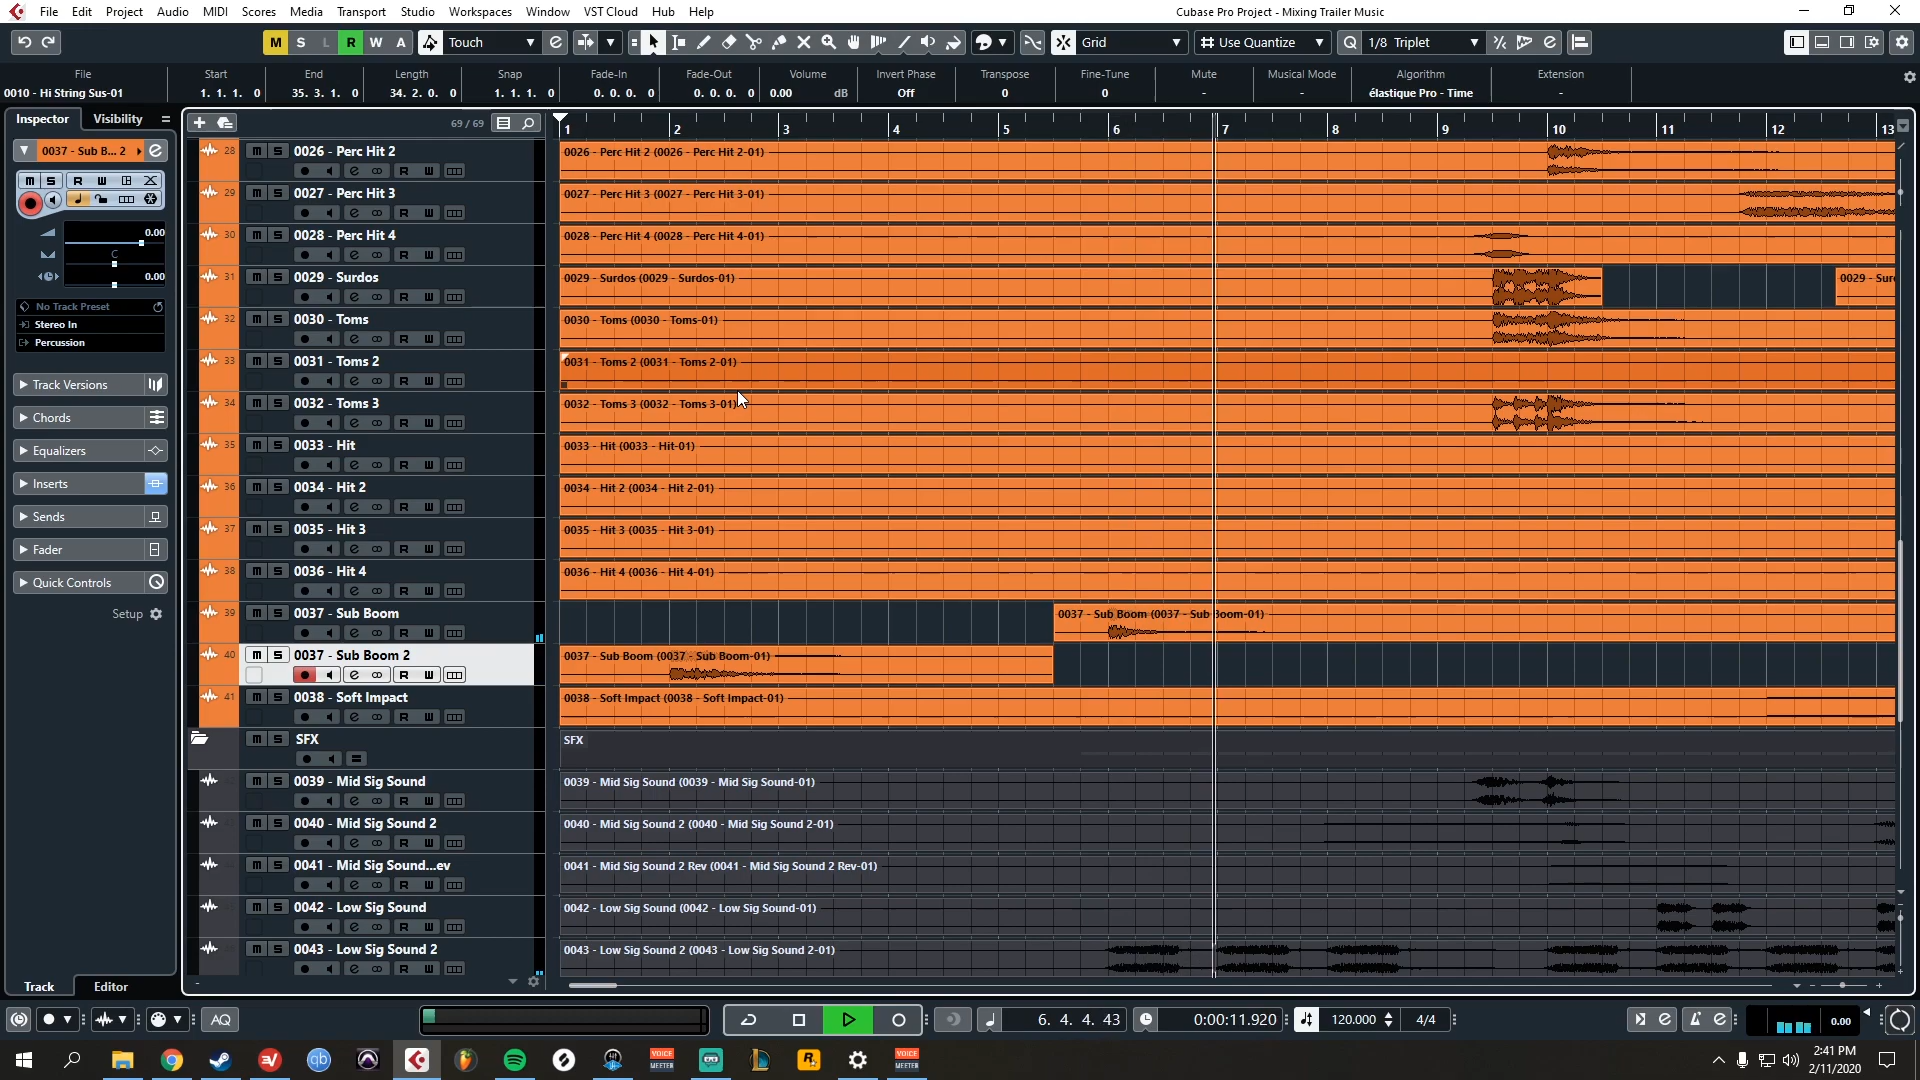 File Edit Project Audio MIDI Scores Media Transport Studio Workspaces Window VST Cloud Hub Help
Cubase Pro Project - Mixing Trailer Music
M S L R W A Touch Grid Use Quantize Q 1/8 Triplet
File Start End Length Snap Fade-In Fade-Out Volume Invert Phase Transpose Fine-Tune Mute Musical Mode Algorithm Extension
0010 - Hi String Sus-01 1. 1. 1. 0 35. 3. 1. 0 34. 2. 0. 0 1. 1. 1. 0 0. 0. 0. 0 0. 0. 0. 0 0.00 dB Off 0 0 - - élastique Pro - Time -
Inspector Visibility
69 / 69
1 2 3 4 5 6 7 8 9 10 11 12 13
0037 - Sub B... 2
M S R W
0.00
C
0.00
No Track Preset
Stereo In
Percussion
Track Versions
Chords
Equalizers
Inserts
Sends
Fader
Quick Controls
Setup
Track Editor
28 0026 - Perc Hit 2
0026 - Perc Hit 2 (0026 - Perc Hit 2-01)
29 0027 - Perc Hit 3
0027 - Perc Hit 3 (0027 - Perc Hit 3-01)
30 0028 - Perc Hit 4
0028 - Perc Hit 4 (0028 - Perc Hit 4-01)
31 0029 - Surdos
0029 - Surdos (0029 - Surdos-01)
0029 - Surd
32 0030 - Toms
0030 - Toms (0030 - Toms-01)
33 0031 - Toms 2
0031 - Toms 2 (0031 - Toms 2-01)
34 0032 - Toms 3
0032 - Toms 3 (0032 - Toms 3-01)
35 0033 - Hit
0033 - Hit (0033 - Hit-01)
36 0034 - Hit 2
0034 - Hit 2 (0034 - Hit 2-01)
37 0035 - Hit 3
0035 - Hit 3 (0035 - Hit 3-01)
38 0036 - Hit 4
0036 - Hit 4 (0036 - Hit 4-01)
39 0037 - Sub Boom
0037 - Sub Boom (0037 - Sub Boom-01)
40 0037 - Sub Boom 2
0037 - Sub Boom (0037 - Sub Boom-01)
41 0038 - Soft Impact
0038 - Soft Impact (0038 - Soft Impact-01)
SFX
SFX
0039 - Mid Sig Sound
0039 - Mid Sig Sound (0039 - Mid Sig Sound-01)
0040 - Mid Sig Sound 2
0040 - Mid Sig Sound 2 (0040 - Mid Sig Sound 2-01)
0041 - Mid Sig Sound...ev
0041 - Mid Sig Sound 2 Rev (0041 - Mid Sig Sound 2 Rev-01)
0042 - Low Sig Sound
0042 - Low Sig Sound (0042 - Low Sig Sound-01)
0043 - Low Sig Sound 2
0043 - Low Sig Sound 2 (0043 - Low Sig Sound 2-01)
AQ 6. 4. 4. 43 0:00:11.920 120.000 4/4 0.00
qb VOICE MEETER VOICE MEETER
2:41 PM
2/11/2020